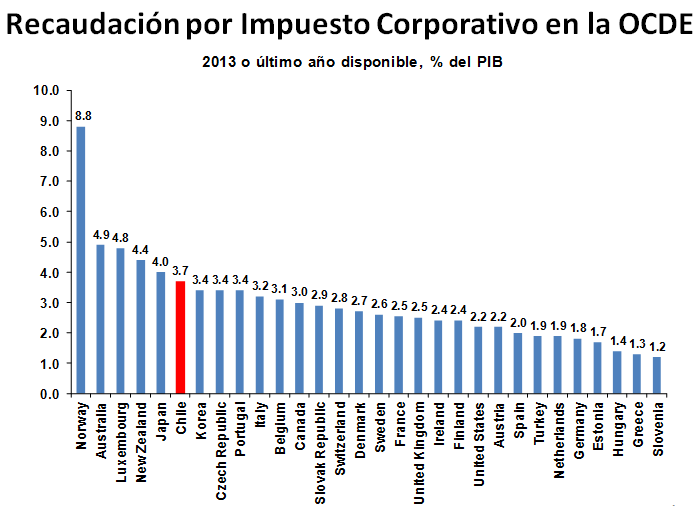 Recaudación por Impuesto Corporativo en la OCDE
2013 o último año disponible, % del PIB
10.0
9.0
8.0
7.0
6.0
5.0
4.0
3.0
2.0
1.0
0.0
8.8
4.9
4.8
4.4
4.0
3.7
3.4
3.4
3.4
3.2
3.1
3.0
2.9
2.8
2.7
2.6
2.5
2.5
2.4
2.4
2.2
2.2
2.0
1.9
1.9
1.8
1.7
1.4
1.3
1.2
Norway
Australia
Luxembourg
New Zealand
Japan
Chile
Korea
Czech Republic
Portugal
Italy
Belgium
Canada
Slovak Republic
Switzerland
Denmark
Sweden
France
United Kingdom
Ireland
Finland
United States
Austria
Spain
Turkey
Netherlands
Germany
Estonia
Hungary
Greece
Slovenia